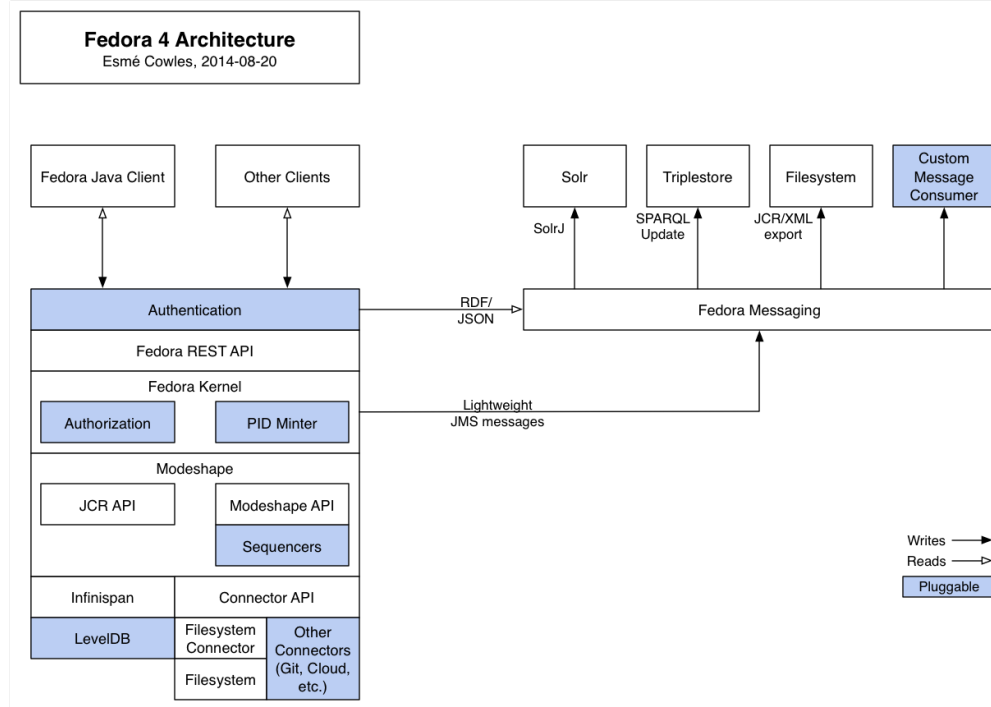 Fedora 4 Architecture
Esmé Cowles, 2014-08-20
Fedora Java Client
Other Clients
Solr
Triplestore
Filesystem
Custom
Message
Consumer
SolrJ
SPARQL
Update
JCR/XML
export
Authentication
RDF/
JSON
Fedora Messaging
Fedora REST API
Fedora Kernel
Authorization
PID Minter
Lightweight
JMS messages
Modeshape
JCR API
Modeshape API
Sequencers
Writes
Reads
Pluggable
Infinispan
Connector API
LevelDB
Filesystem
Connector
Other
Connectors
(Git, Cloud,
etc.)
Filesystem